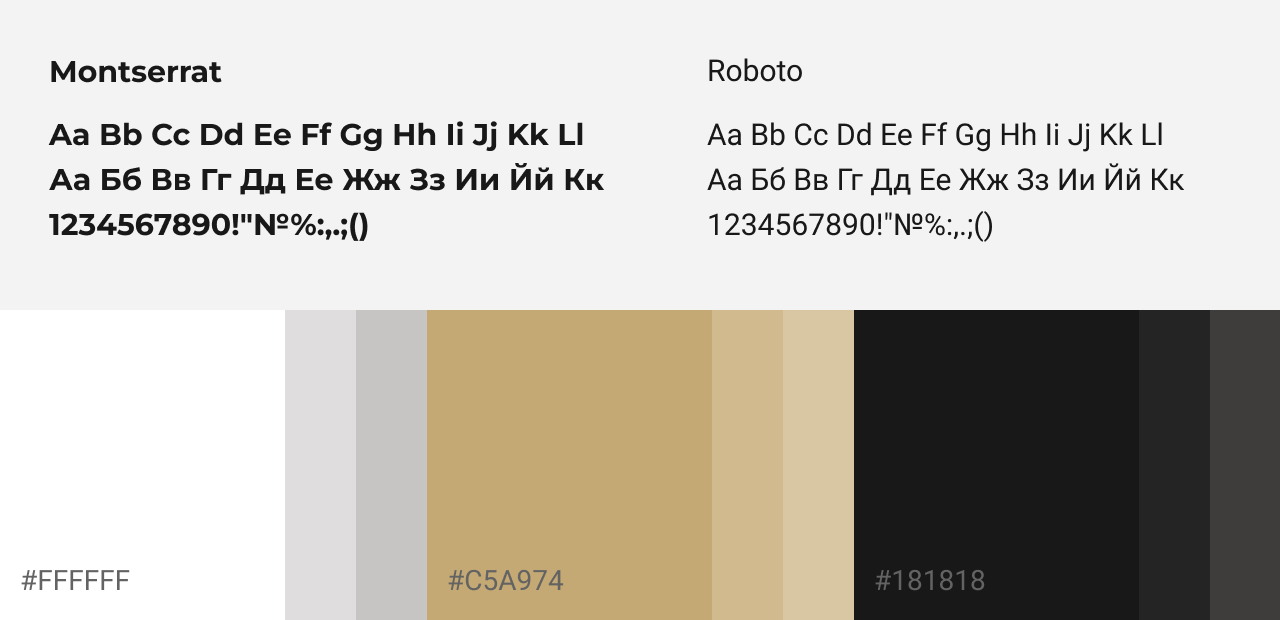 Montserrat
Aa Bb Cc Dd Ee Ff Gg Hh Ii Jj Kk Ll
Аа Бб Вв Гг Дд Ее Жж Зз Ии Йй Кк
1234567890!"№%:,.;()
Roboto
Aa Bb Cc Dd Ee Ff Gg Hh Ii Jj Kk Ll
Аа Бб Вв Гг Дд Ее Жж Зз Ии Йй Кк
1234567890!"№%:,.;()
#FFFFFF
#C5A974
#181818